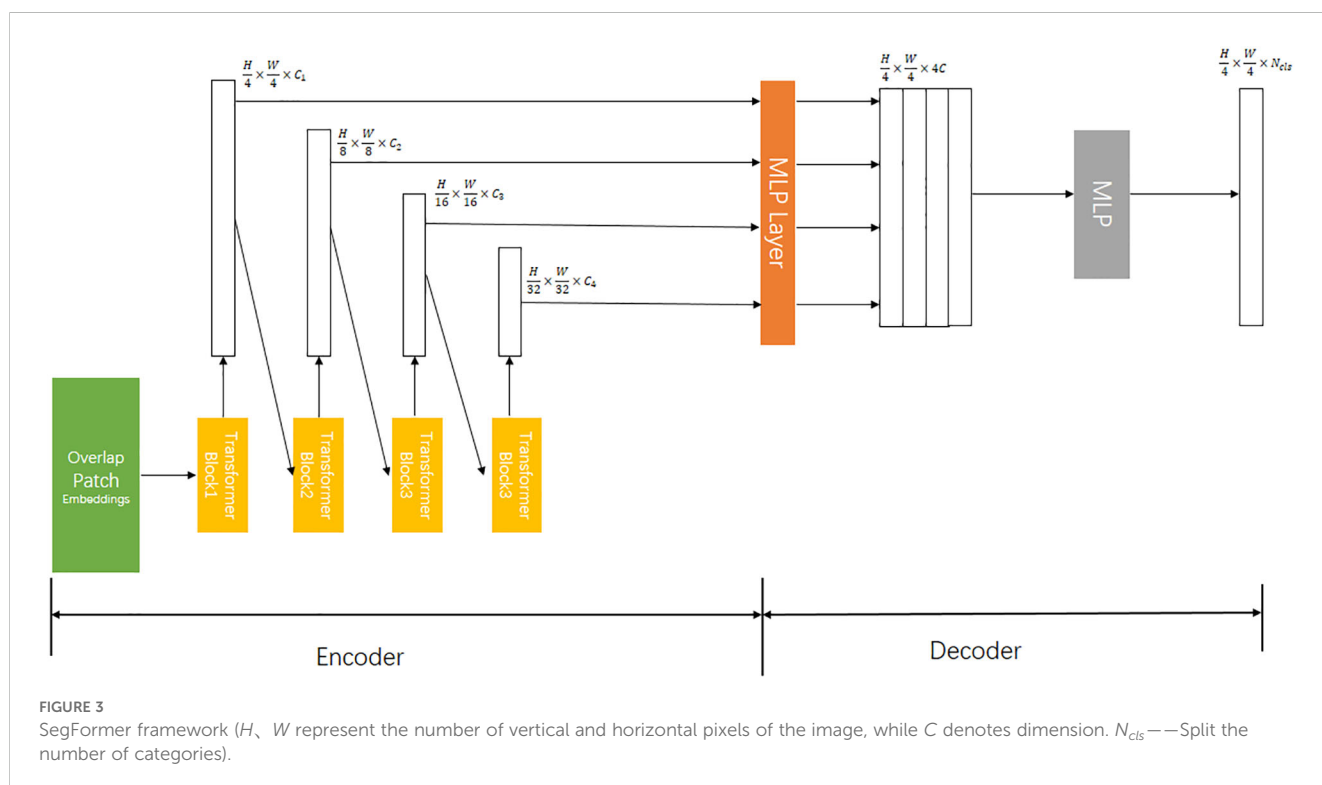 H/4 × W/4 × C₁
H/8 × W/8 × C₂
H/16 × W/16 × C₃
H/32 × W/32 × C₄
MLP Layer
H/4 × W/4 × 4C
MLP
H/4 × W/4 × N_cls
Overlap
Patch
Embeddings
Transformer
Block1
Transformer
Block2
Transformer
Block3
Transformer
Block3
Encoder
Decoder
FIGURE 3
SegFormer framework (H、W represent the number of vertical and horizontal pixels of the image, while C denotes dimension. N_cls——Split the
number of categories).